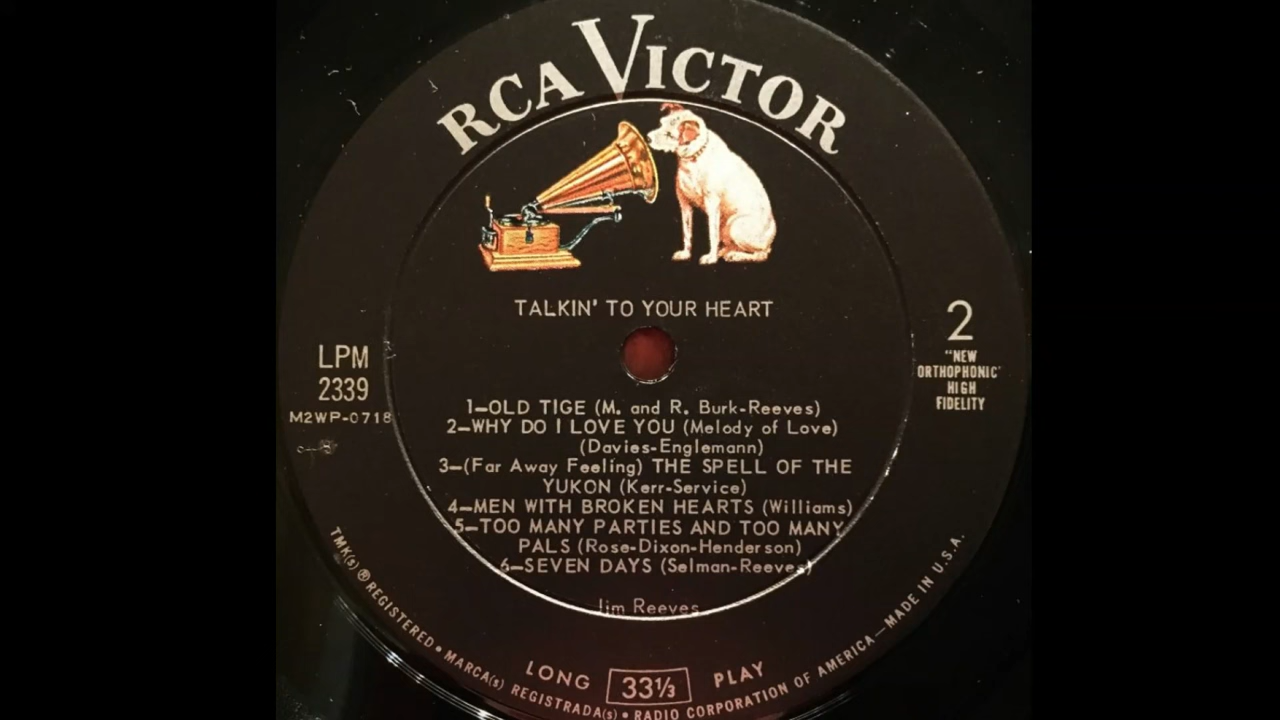 RCA VICTOR
TALKIN' TO YOUR HEART
LPM
2339
M2WP-0718
2
"NEW
ORTHOPHONIC"
HIGH
FIDELITY
1—OLD TIGE (M. and R. Burk-Reeves)
2—WHY DO I LOVE YOU (Melody of Love)
(Davies-Englemann)
3—(Far Away Feeling) THE SPELL OF THE
YUKON (Kerr-Service)
4—MEN WITH BROKEN HEARTS (Williams)
5—TOO MANY PARTIES AND TOO MANY
PALS (Rose-Dixon-Henderson)
6—SEVEN DAYS (Selman-Reeves)
Jim Reeves
LONG 33⅓ PLAY
TMK(s) ® REGISTERED • MARCA(s) REGISTRADA(s) • RADIO CORPORATION OF AMERICA—MADE IN U.S.A.